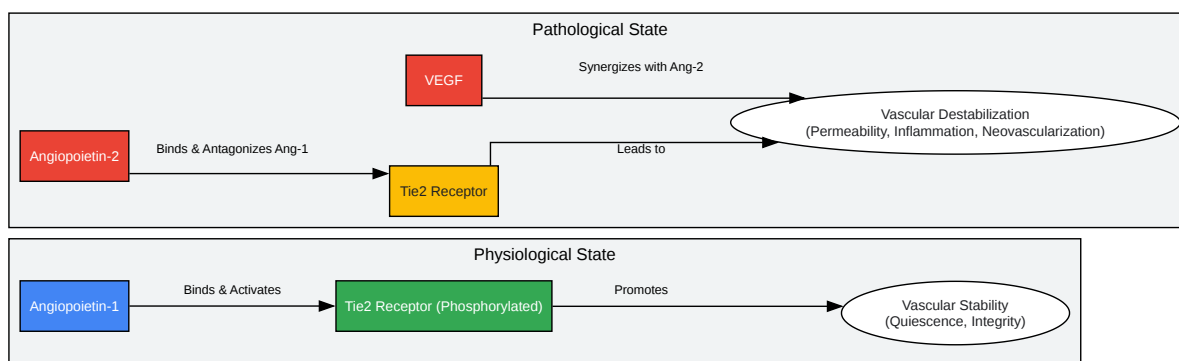 Pathological State
VEGF
Synergizes with Ang-2
Vascular Destabilization
(Permeability, Inflammation, Neovascularization)
Angiopoietin-2
Binds & Antagonizes Ang-1
Leads to
Tie2 Receptor
Physiological State
Angiopoietin-1
Binds & Activates
Tie2 Receptor (Phosphorylated)
Promotes
Vascular Stability
(Quiescence, Integrity)